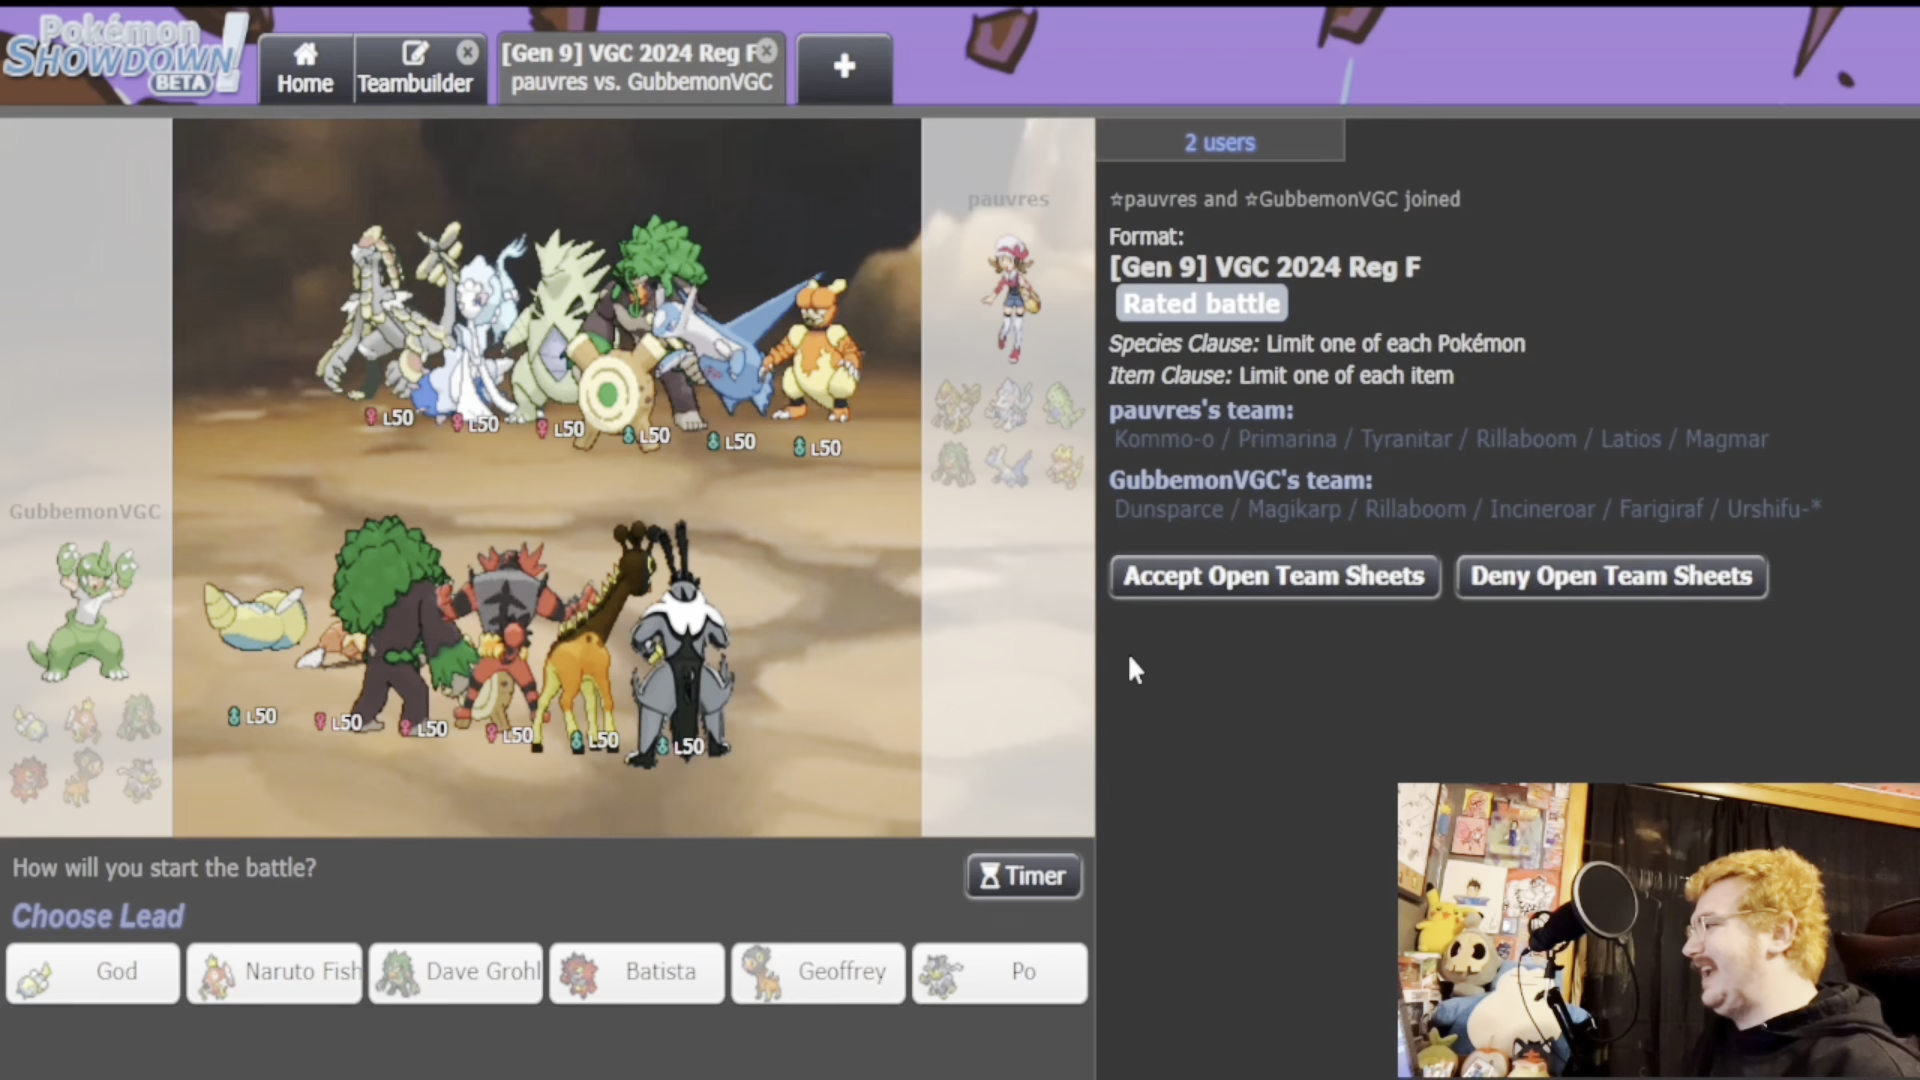 Pokémon
SHOWDOWN!
BETA
Home
Teambuilder
[Gen 9] VGC 2024 Reg F
pauvres vs. GubbemonVGC
2 users
☆pauvres and ☆GubbemonVGC joined
Format:
[Gen 9] VGC 2024 Reg F
Rated battle
Species Clause: Limit one of each Pokémon
Item Clause: Limit one of each item
pauvres's team:
Kommo-o / Primarina / Tyranitar / Rillaboom / Latios / Magmar
GubbemonVGC's team:
Dunsparce / Magikarp / Rillaboom / Incineroar / Farigiraf / Urshifu-*
Accept Open Team Sheets
Deny Open Team Sheets
pauvres
L50
L50
L50
L50
L50
L50
GubbemonVGC
L50
L50
L50
L50
L50
L50
How will you start the battle?
Timer
Choose Lead
God
Naruto Fish
Dave Grohl
Batista
Geoffrey
Po